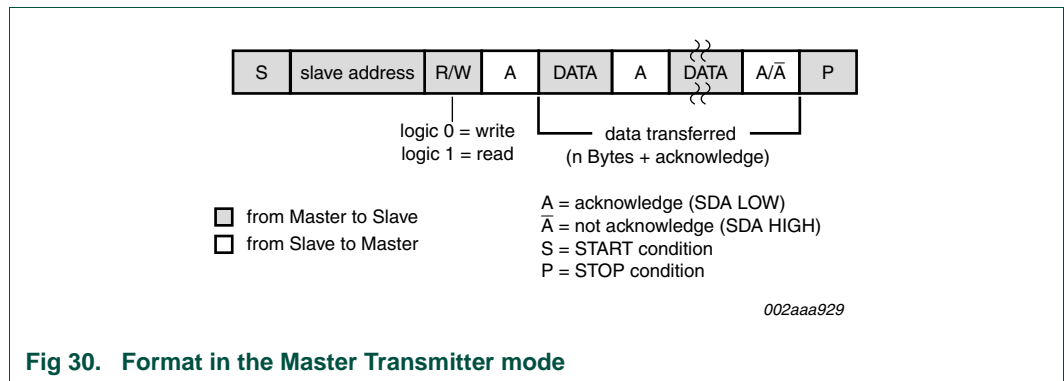 S slave address R/W A DATA A DATA A/A̅ P
logic 0 = write
logic 1 = read
data transferred
(n Bytes + acknowledge)
from Master to Slave
from Slave to Master
A = acknowledge (SDA LOW)
A̅ = not acknowledge (SDA HIGH)
S = START condition
P = STOP condition
002aaa929
Fig 30. Format in the Master Transmitter mode